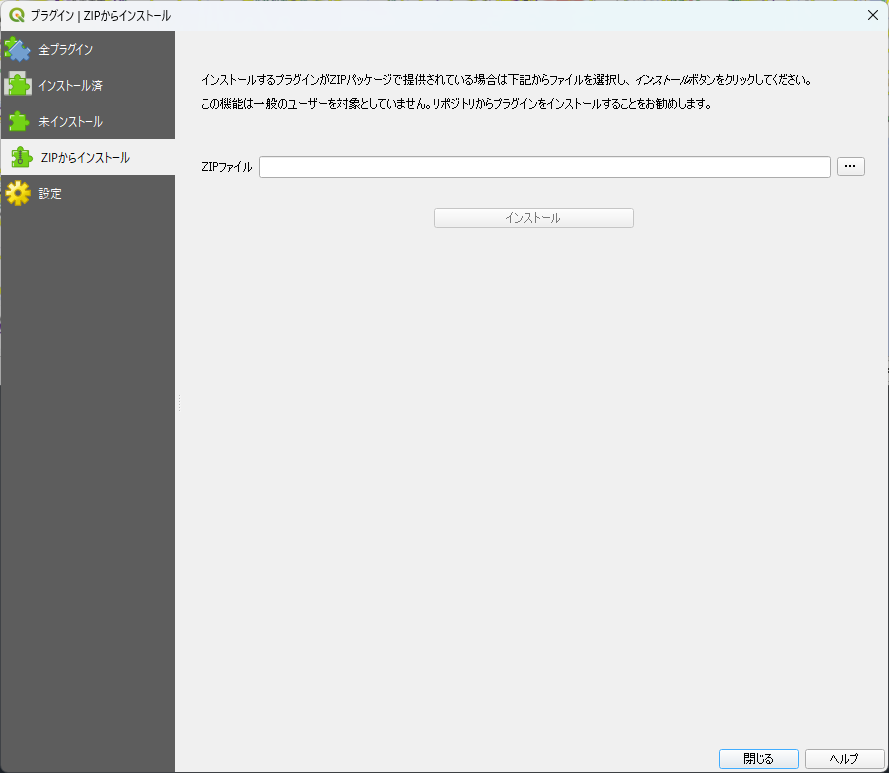 プラグイン | ZIPからインストール
全プラグイン
インストール済
未インストール
ZIPからインストール
設定
インストールするプラグインがZIPパッケージで提供されている場合は下記からファイルを選択し、インストールボタンをクリックしてください。
この機能は一般のユーザーを対象としていません。リポジトリからプラグインをインストールすることをお勧めします。
ZIPファイル
...
インストール
閉じる
ヘルプ